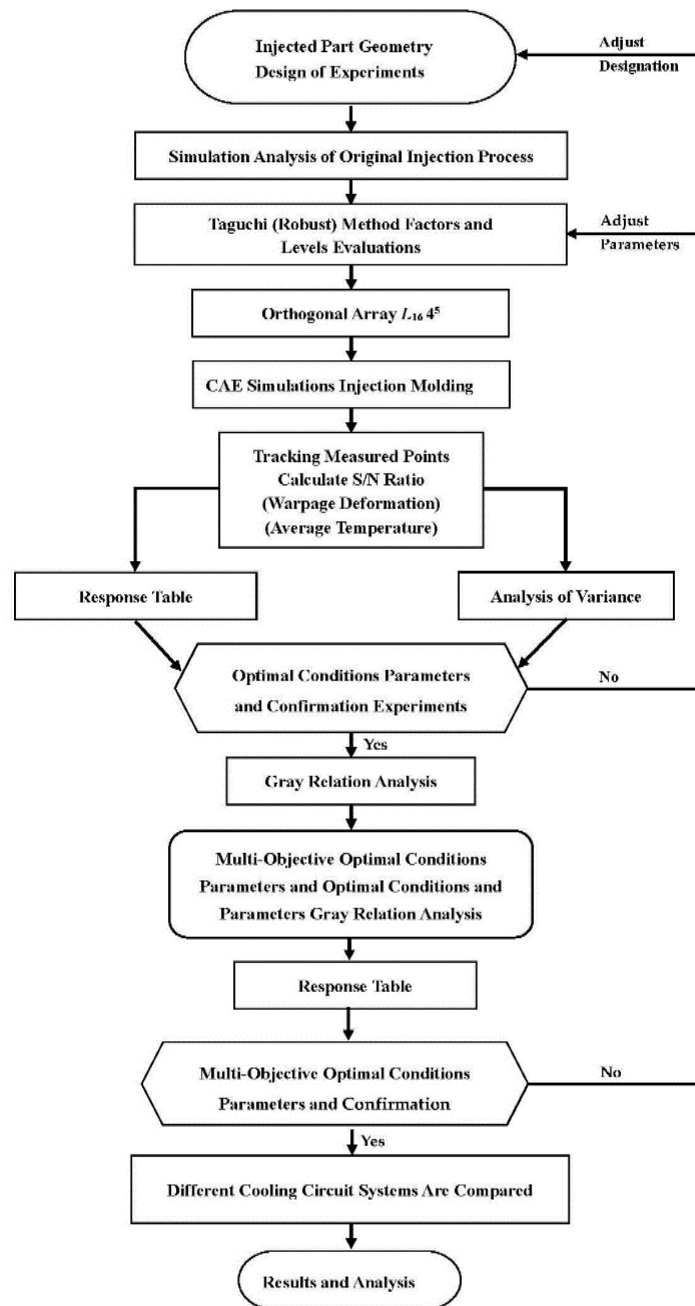 Injected Part Geometry
Design of Experiments
Adjust
Designation
Simulation Analysis of Original Injection Process
Taguchi (Robust) Method Factors and
Levels Evaluations
Adjust
Parameters
Orthogonal Array L₁₆ 4⁵
CAE Simulations Injection Molding
Tracking Measured Points
Calculate S/N Ratio
(Warpage Deformation)
(Average Temperature)
Response Table
Analysis of Variance
Optimal Conditions Parameters
and Confirmation Experiments
No
Yes
Gray Relation Analysis
Multi-Objective Optimal Conditions
Parameters and Optimal Conditions and
Parameters Gray Relation Analysis
Response Table
Multi-Objective Optimal Conditions
Parameters and Confirmation
No
Yes
Different Cooling Circuit Systems Are Compared
Results and Analysis